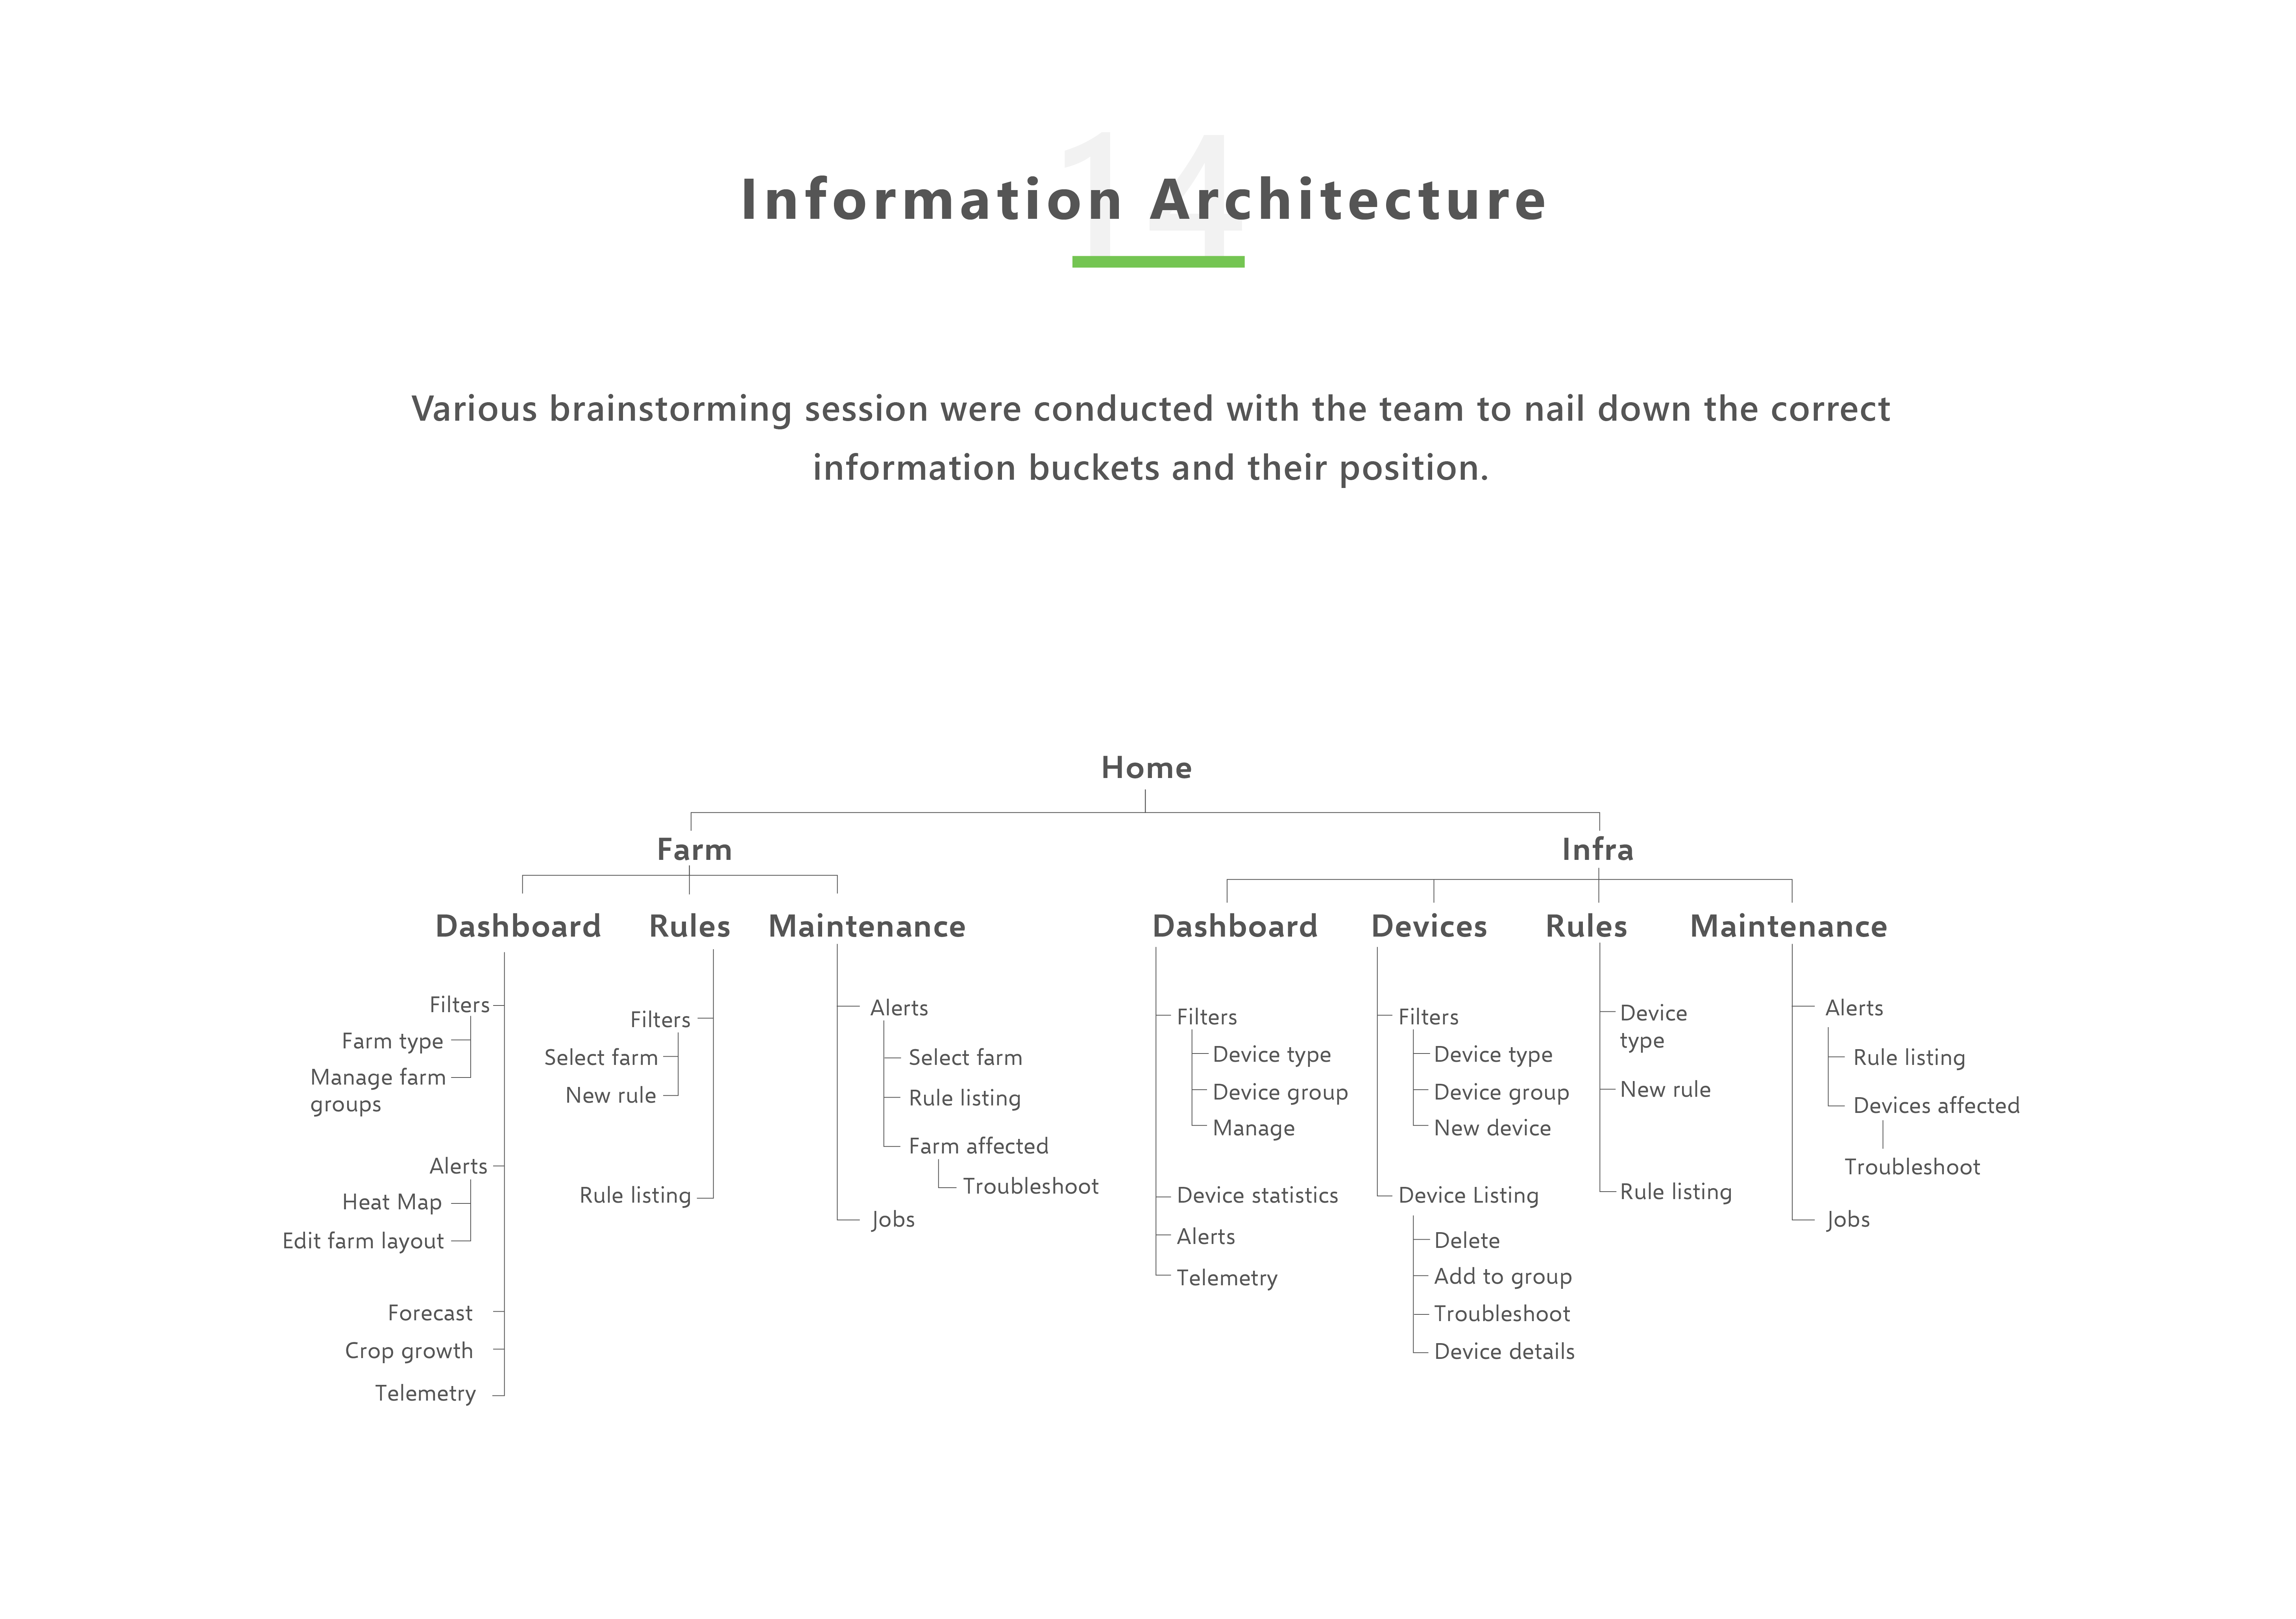 14
Information Architecture
Various brainstorming session were conducted with the team to nail down the correct
information buckets and their position.
Home
Farm
Infra
Dashboard
Rules
Maintenance
Dashboard
Devices
Rules
Maintenance
Filters
Farm type
Manage farm
groups
Alerts
Heat Map
Edit farm layout
Forecast
Crop growth
Telemetry
Filters
Select farm
New rule
Rule listing
Alerts
Select farm
Rule listing
Farm affected
Troubleshoot
Jobs
Filters
Device type
Device group
Manage
Device statistics
Alerts
Telemetry
Filters
Device type
Device group
New device
Device Listing
Delete
Add to group
Troubleshoot
Device details
Device
type
New rule
Rule listing
Alerts
Rule listing
Devices affected
Troubleshoot
Jobs